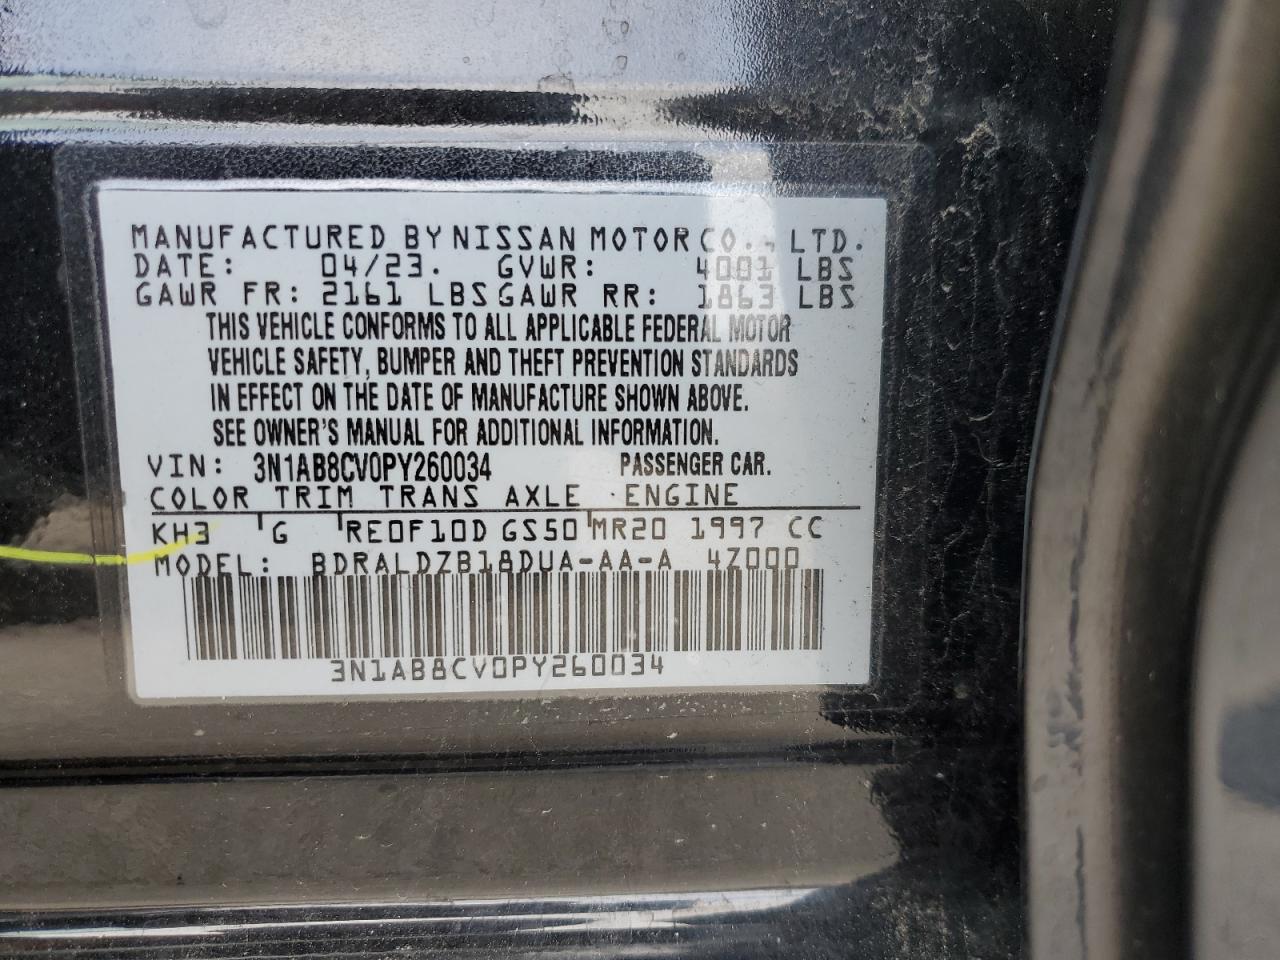 MANUFACTURED BY NISSAN MOTOR CO., LTD.
DATE: 04/23. GVWR: 4001 LBS
GAWR FR: 2161 LBS GAWR RR: 1863 LBS
THIS VEHICLE CONFORMS TO ALL APPLICABLE FEDERAL MOTOR
VEHICLE SAFETY, BUMPER AND THEFT PREVENTION STANDARDS
IN EFFECT ON THE DATE OF MANUFACTURE SHOWN ABOVE.
SEE OWNER'S MANUAL FOR ADDITIONAL INFORMATION.
VIN: 3N1AB8CV0PY260034 PASSENGER CAR.
COLOR TRIM TRANS AXLE ENGINE
KH3 G RE0F10D GS50 MR20 1997 CC
MODEL: BDRALDZB18DUA-AA-A 4Z000
3N1AB8CV0PY260034